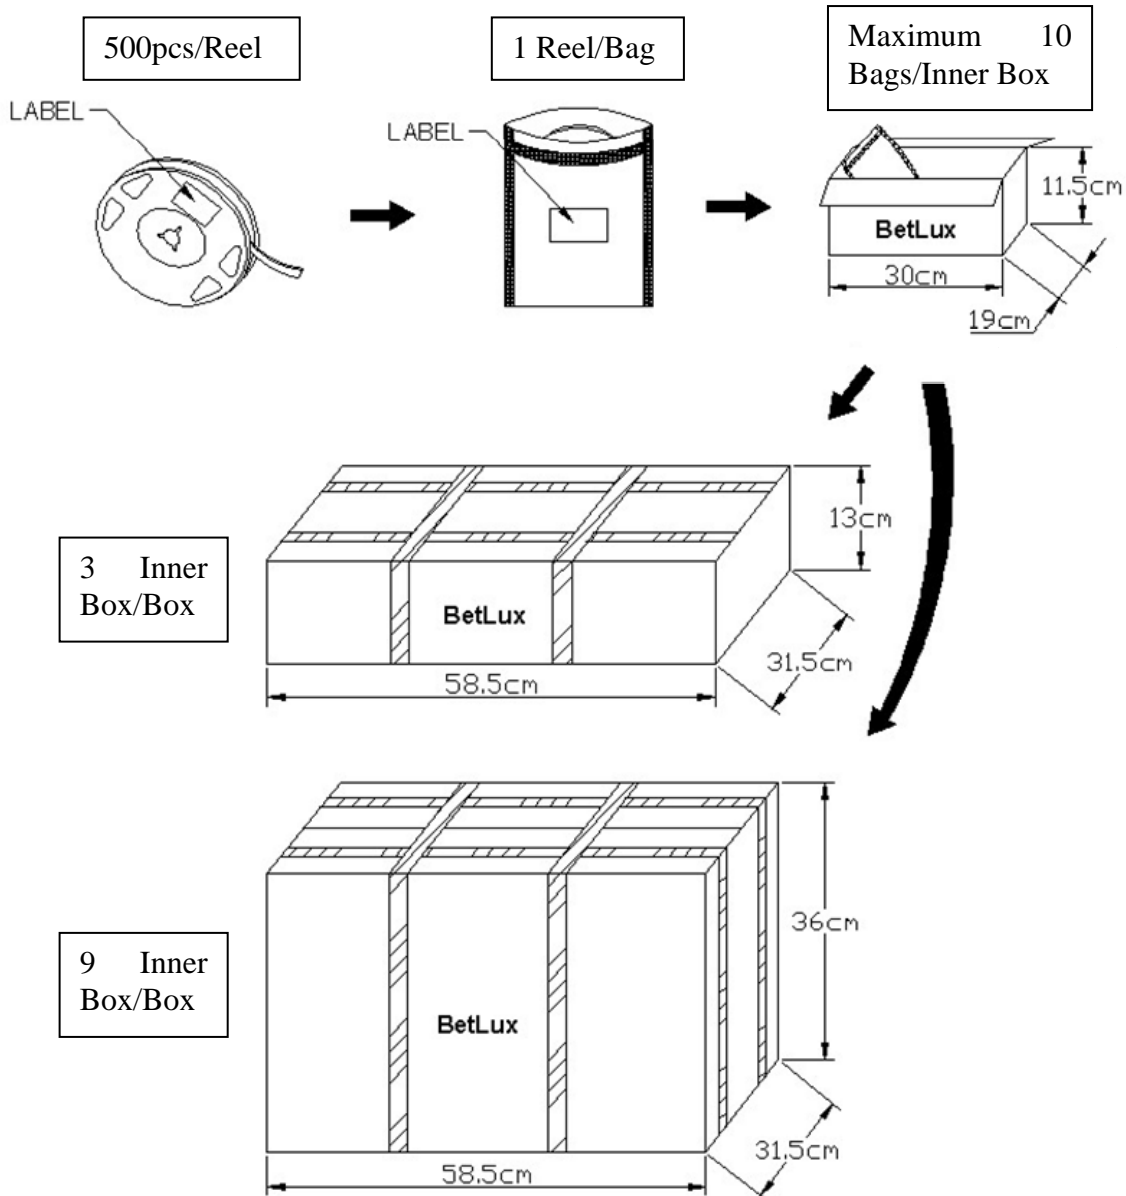 500pcs/Reel
1 Reel/Bag
Maximum 10
Bags/Inner Box
LABEL
LABEL
11.5cm
BetLux
30cm
19cm
13cm
3 Inner
Box/Box
BetLux
31.5cm
58.5cm
36cm
9 Inner
Box/Box
BetLux
31.5cm
58.5cm